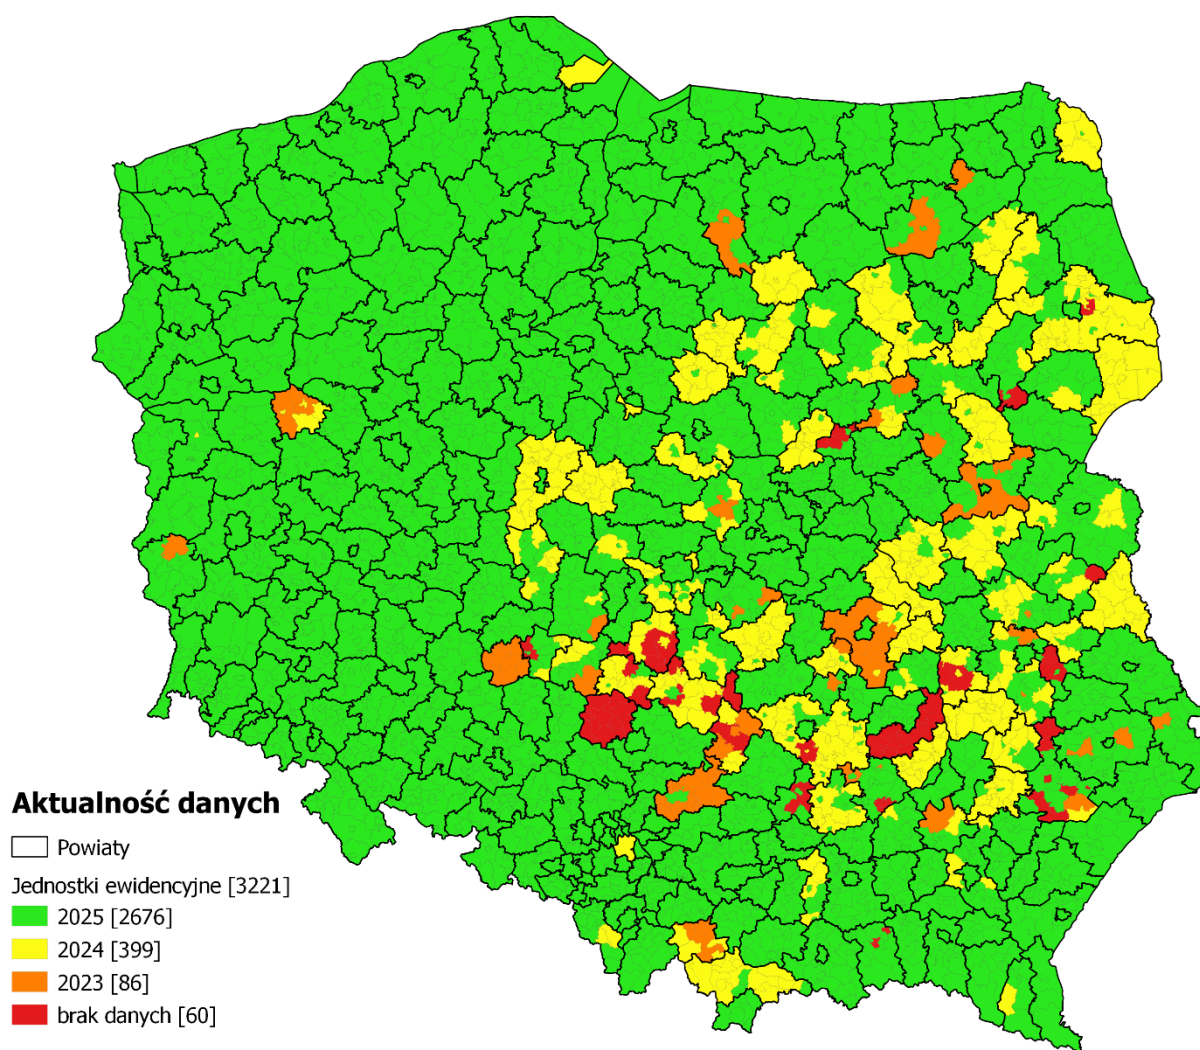 Aktualność danych
Powiaty
Jednostki ewidencyjne [3221]
2025 [2676]
2024 [399]
2023 [86]
brak danych [60]